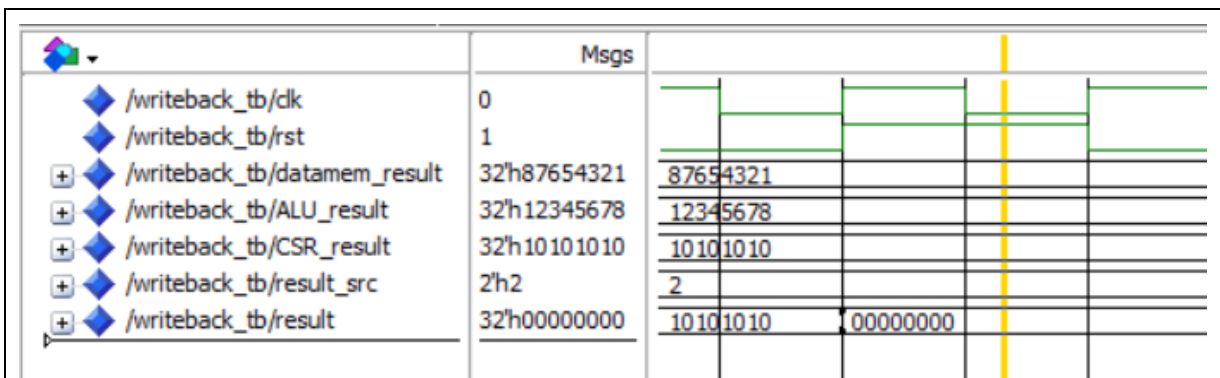 Msgs
/writeback_tb/clk 0
/writeback_tb/rst 1
/writeback_tb/datamem_result 32'h87654321 87654321
/writeback_tb/ALU_result 32'h12345678 12345678
/writeback_tb/CSR_result 32'h10101010 10101010
/writeback_tb/result_src 2'h2 2
/writeback_tb/result 32'h00000000 10101010 00000000